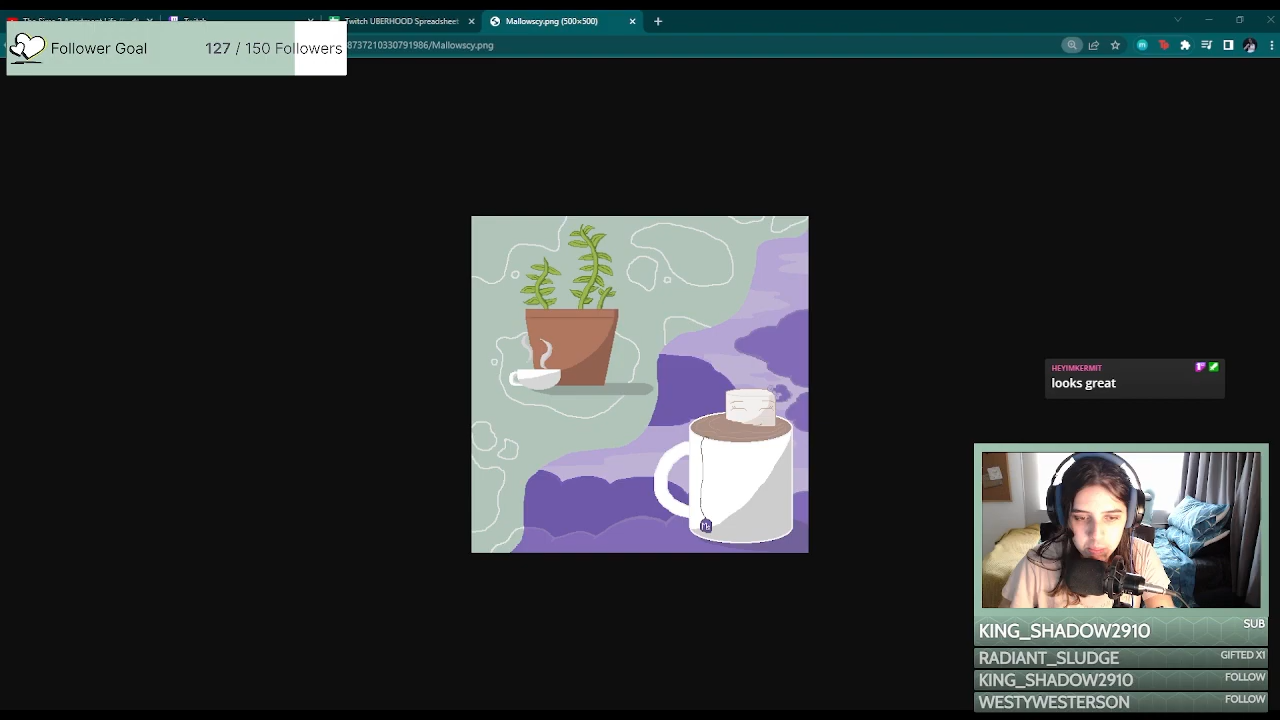 Twitch UBERHOOD Spreadsheet
Mallowscy.png (500×500)
Follower Goal
127 / 150 Followers
8737210330791986/Mallowscy.png
HEYIMKERMIT
looks great
KING_SHADOW2910
SUB
RADIANT_SLUDGE
GIFTED X1
KING_SHADOW2910
FOLLOW
WESTYWESTERSON
FOLLOW